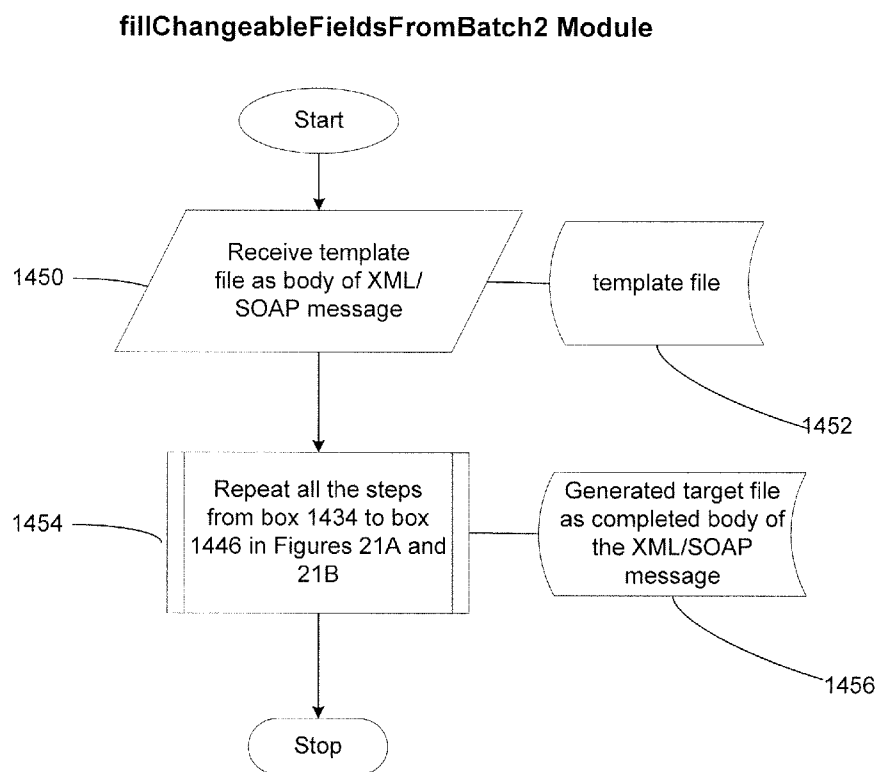 fillChangeableFieldsFromBatch2 Module
Start
Receive template
file as body of XML/
SOAP message
1450
template file
1452
Repeat all the steps
from box 1434 to box
1446 in Figures 21A and
21B
1454
Generated target file
as completed body of
the XML/SOAP
message
1456
Stop